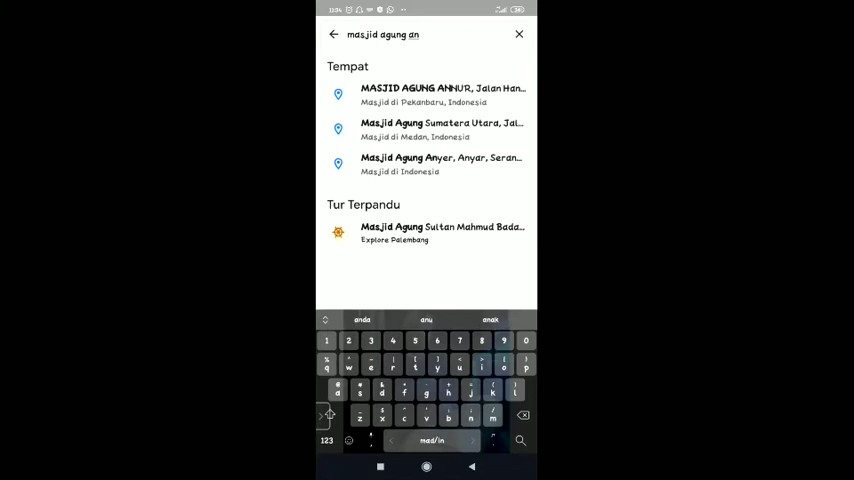 11:04
masjid agung an
Tempat
MASJID AGUNG ANNUR, Jalan Han...
Masjid di Pekanbaru, Indonesia
Masjid Agung Sumatera Utara, Jal...
Masjid di Medan, Indonesia
Masjid Agung Anyer, Anyar, Seran...
Masjid di Indonesia
Tur Terpandu
Masjid Agung Sultan Mahmud Bada...
Explore Palembang
anda anu anak
1 2 3 4 5 6 7 8 9 0
q w e r t y u i o p
a s d f g h j k l
z x c v b n m
123 mad/in